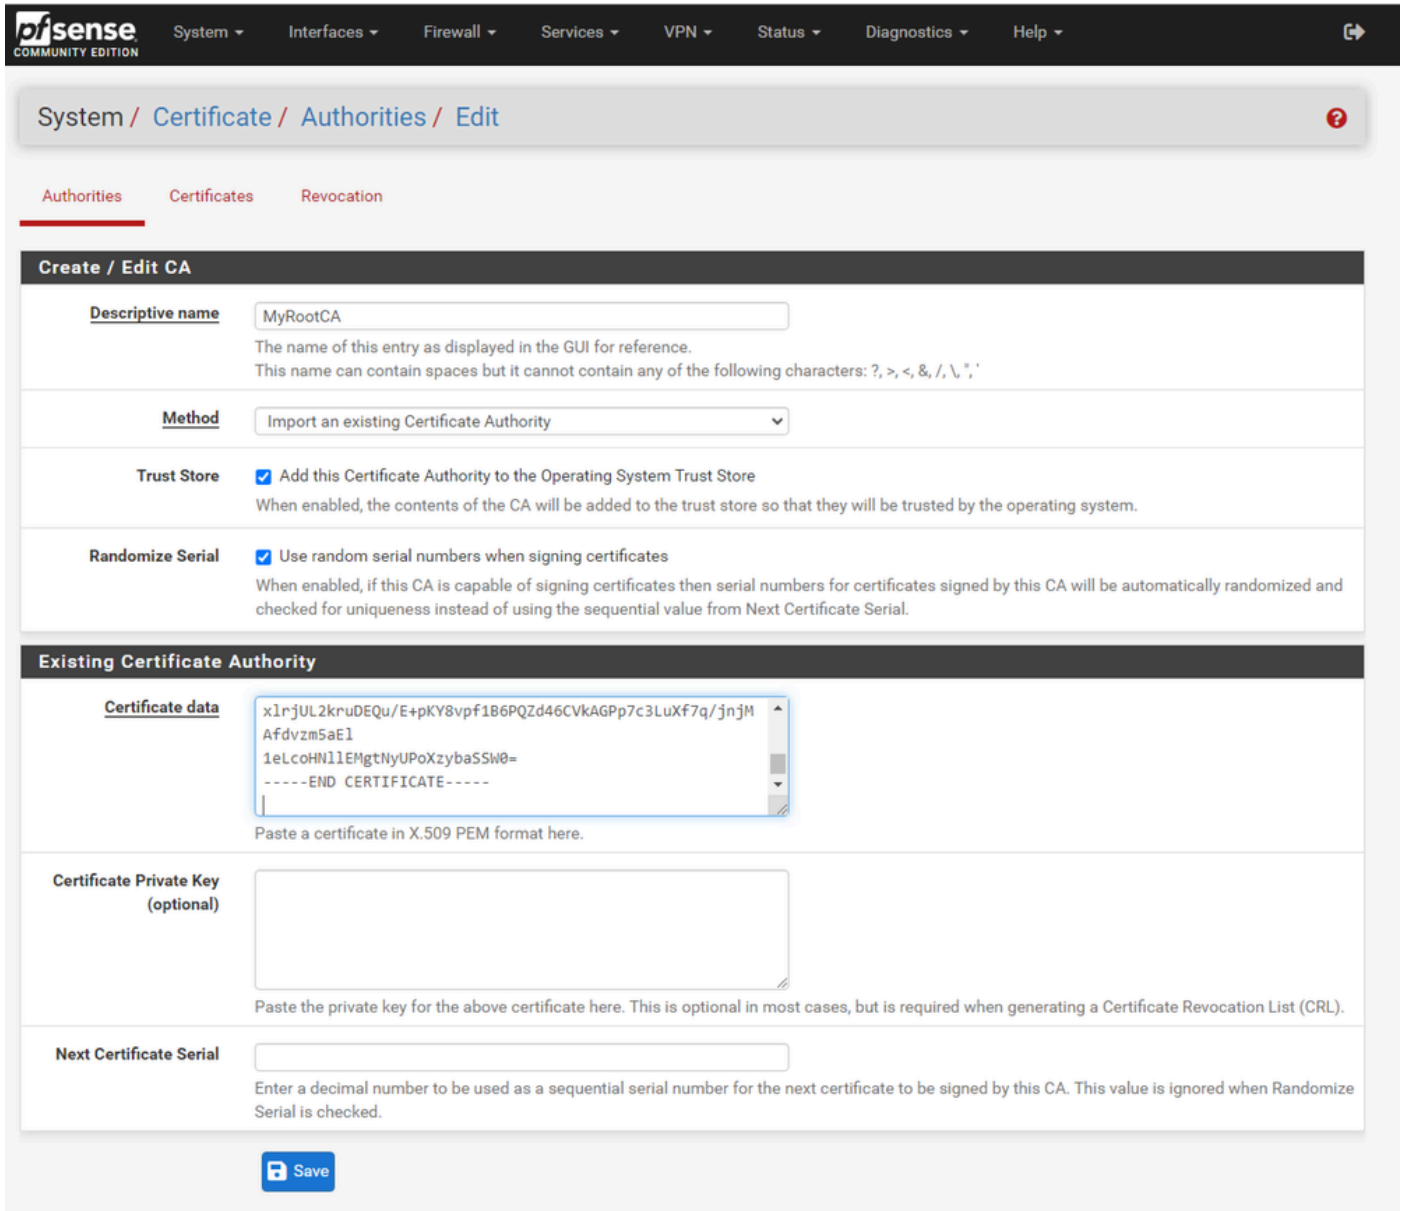 pfsense
COMMUNITY EDITION
System
Interfaces
Firewall
Services
VPN
Status
Diagnostics
Help
System / Certificate / Authorities / Edit
Authorities
Certificates
Revocation
Create / Edit CA
Descriptive name
MyRootCA
The name of this entry as displayed in the GUI for reference.
This name can contain spaces but it cannot contain any of the following characters: ?, >, <, &, /, \, ", '
Method
Import an existing Certificate Authority
Trust Store
Add this Certificate Authority to the Operating System Trust Store
When enabled, the contents of the CA will be added to the trust store so that they will be trusted by the operating system.
Randomize Serial
Use random serial numbers when signing certificates
When enabled, if this CA is capable of signing certificates then serial numbers for certificates signed by this CA will be automatically randomized and
checked for uniqueness instead of using the sequential value from Next Certificate Serial.
Existing Certificate Authority
Certificate data
xlrjUL2kruDEQu/E+pKY8vpf1B6PQZd46CVkAGPp7c3LuXf7q/jnjM
Afdvzm5aEl
1eLcoHNllEMgtNyUPoXzybaSSW0=
-----END CERTIFICATE-----
Paste a certificate in X.509 PEM format here.
Certificate Private Key
(optional)
Paste the private key for the above certificate here. This is optional in most cases, but is required when generating a Certificate Revocation List (CRL).
Next Certificate Serial
Enter a decimal number to be used as a sequential serial number for the next certificate to be signed by this CA. This value is ignored when Randomize
Serial is checked.
Save